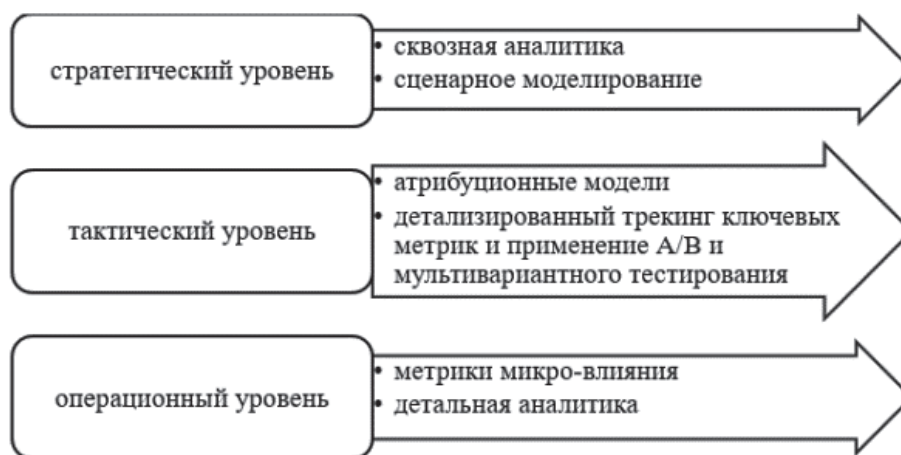 стратегический уровень
• сквозная аналитика
• сценарное моделирование
тактический уровень
• атрибуционные модели
• детализированный трекинг ключевых
метрик и применение A/B и
мультивариантного тестирования
операционный уровень
• метрики микро-влияния
• детальная аналитика